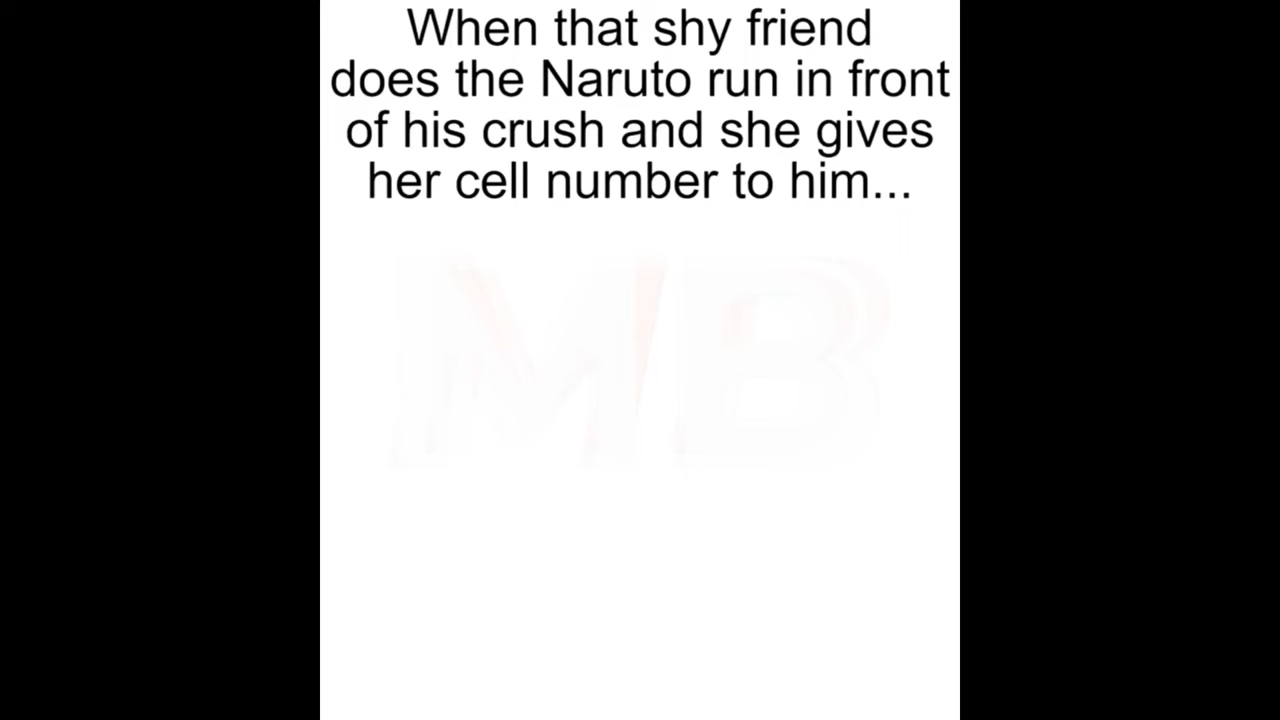 When that shy friend
does the Naruto run in front
of his crush and she gives
her cell number to him...
MB